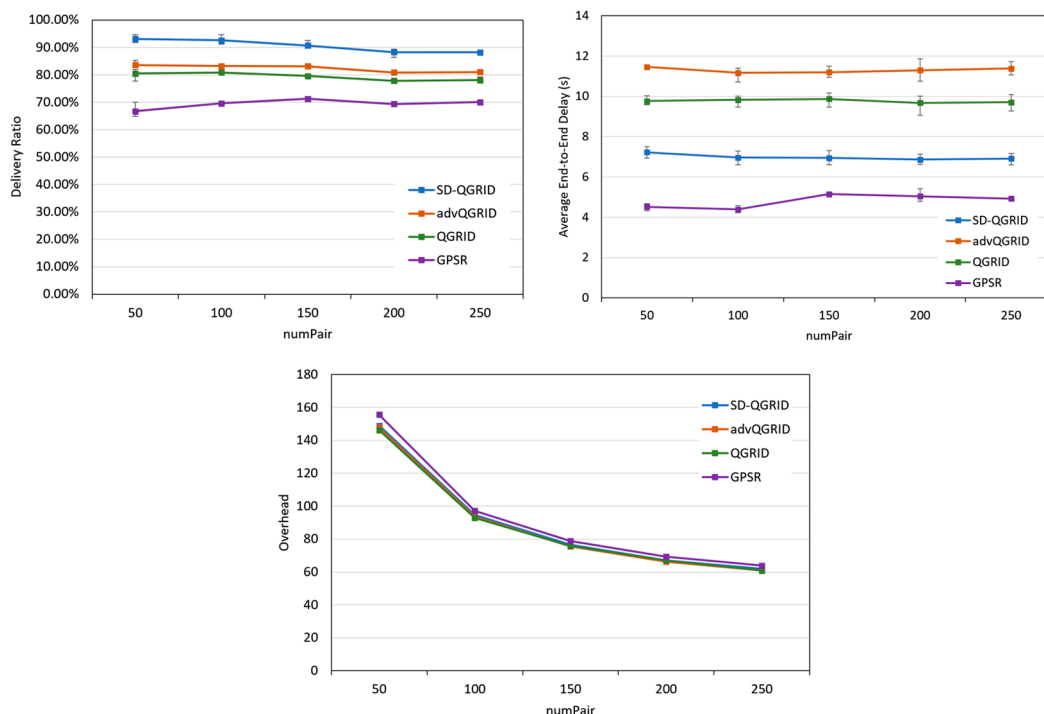 100.00%
90.00%
80.00%
70.00%
60.00%
50.00%
40.00%
30.00%
20.00%
10.00%
0.00%
Delivery Ratio
SD-QGRID
advQGRID
QGRID
GPSR
50 100 150 200 250
numPair
14
12
10
8
6
4
2
0
Average End-to-End Delay (s)
SD-QGRID
advQGRID
QGRID
GPSR
50 100 150 200 250
numPair
180
160
140
120
100
80
60
40
20
0
Overhead
SD-QGRID
advQGRID
QGRID
GPSR
50 100 150 200 250
numPair